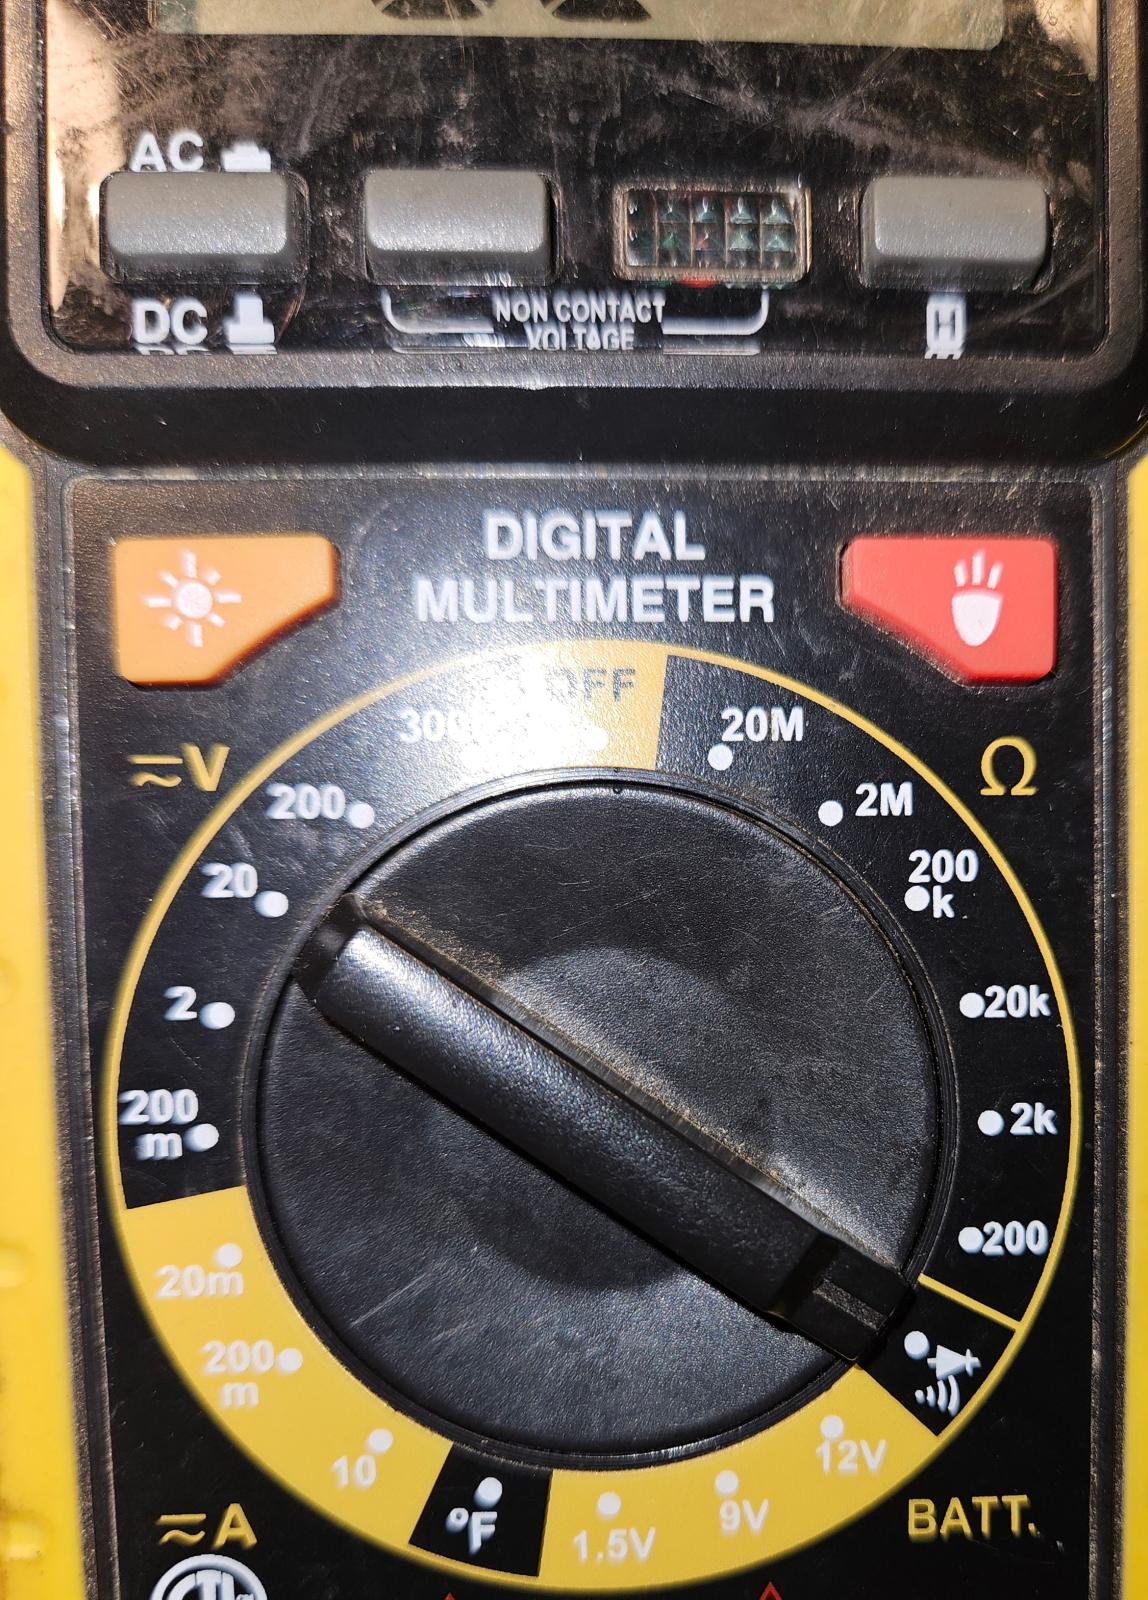 AC
DC
NON CONTACT
VOLTAGE
H
DIGITAL
MULTIMETER
OFF
300
20M
V
Ω
200
2M
20
200
k
2
20k
200
m
2k
200
20m
200
m
10
12V
°F
9V
1.5V
A
BATT.